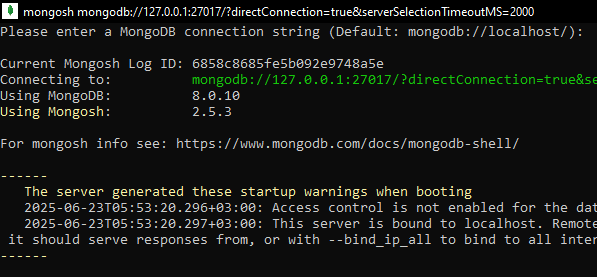 mongosh mongodb://127.0.0.1:27017/?directConnection=true&serverSelectionTimeoutMS=2000
Please enter a MongoDB connection string (Default: mongodb://localhost/):
Current Mongosh Log ID: 6858c8685fe5b092e9748a5e
Connecting to: mongodb://127.0.0.1:27017/?directConnection=true&se
Using MongoDB: 8.0.10
Using Mongosh: 2.5.3
For mongosh info see: https://www.mongodb.com/docs/mongodb-shell/
------
The server generated these startup warnings when booting
2025-06-23T05:53:20.296+03:00: Access control is not enabled for the dat
2025-06-23T05:53:20.297+03:00: This server is bound to localhost. Remote
it should serve responses from, or with --bind_ip_all to bind to all inter
------